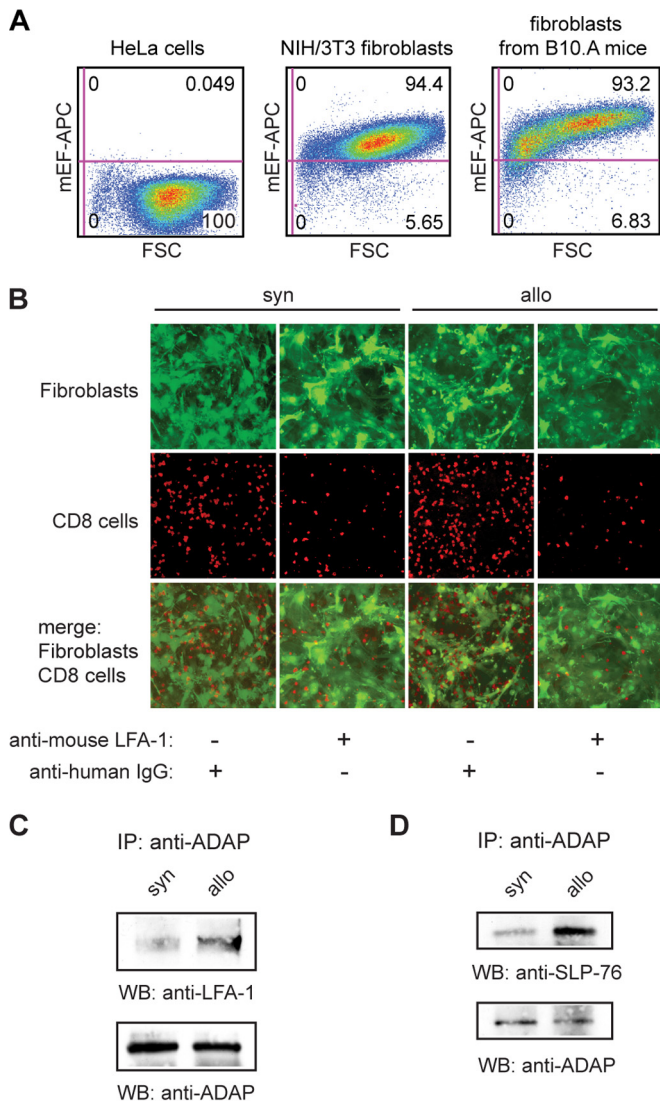 A
HeLa cells
NIH/3T3 fibroblasts
fibroblasts
from B10.A mice
mEF-APC
0 0.049
0 100
FSC
mEF-APC
0 94.4
0 5.65
FSC
mEF-APC
0 93.2
0 6.83
FSC
B
syn allo
Fibroblasts
CD8 cells
merge:
Fibroblasts
CD8 cells
anti-mouse LFA-1: - + - +
anti-human IgG: + - + -
C
IP: anti-ADAP
syn allo
WB: anti-LFA-1
WB: anti-ADAP
D
IP: anti-ADAP
syn allo
WB: anti-SLP-76
WB: anti-ADAP